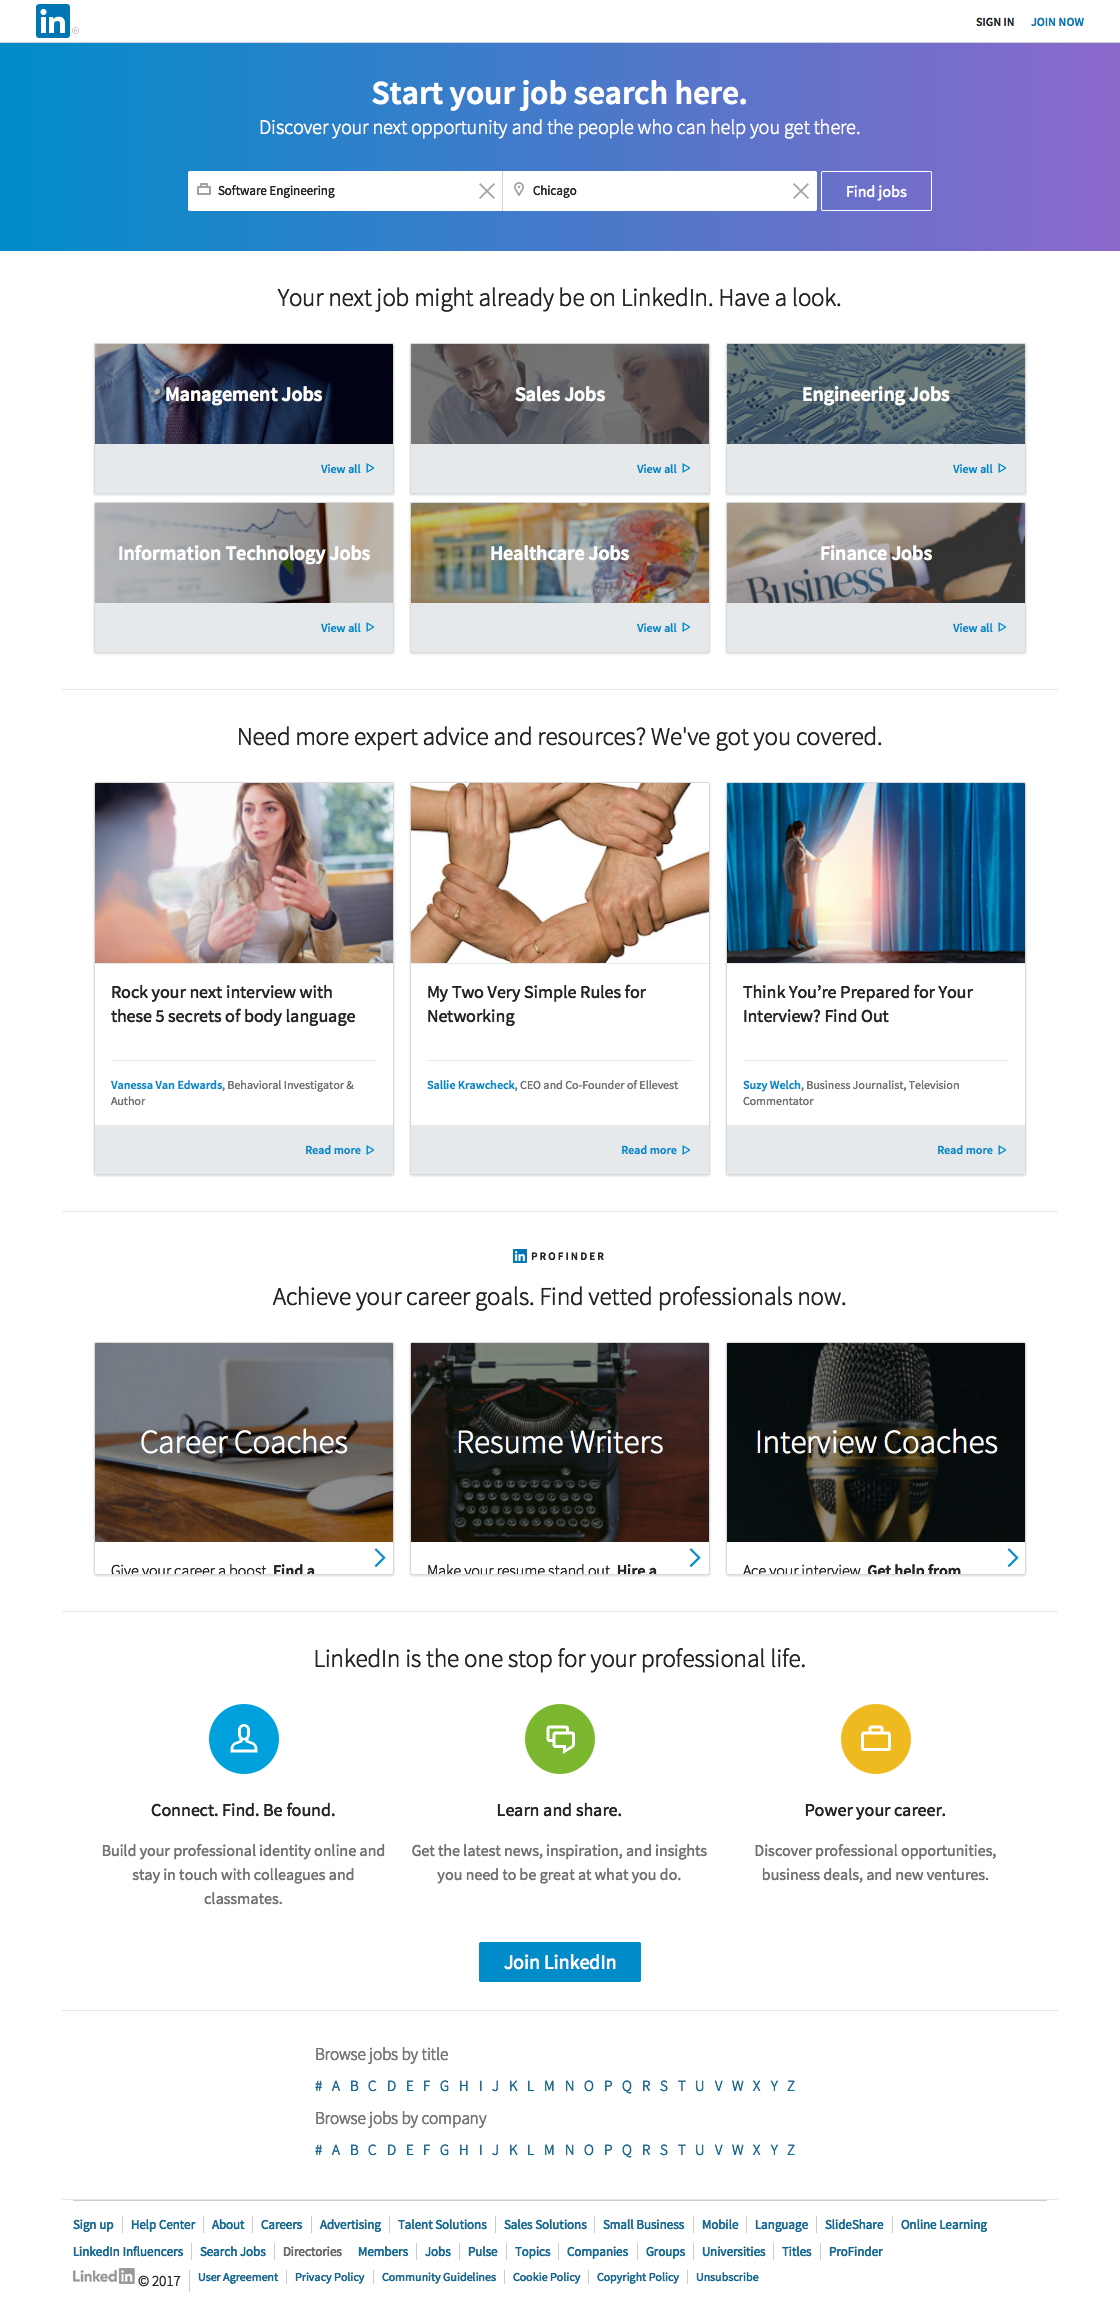 in ®
SIGN IN JOIN NOW
Start your job search here.
Discover your next opportunity and the people who can help you get there.
Software Engineering Chicago Find jobs
Your next job might already be on LinkedIn. Have a look.
Management Jobs Sales Jobs Engineering Jobs
View all View all View all
Information Technology Jobs Healthcare Jobs Finance Jobs
Business
View all View all View all
Need more expert advice and resources? We've got you covered.
Rock your next interview with
these 5 secrets of body language
Vanessa Van Edwards, Behavioral Investigator &
Author
Read more
My Two Very Simple Rules for
Networking
Sallie Krawcheck, CEO and Co-Founder of Ellevest
Read more
Think You’re Prepared for Your
Interview? Find Out
Suzy Welch, Business Journalist, Television
Commentator
Read more
in PROFINDER
Achieve your career goals. Find vetted professionals now.
Career Coaches Resume Writers Interview Coaches
Give your career a boost. Find a
Make your resume stand out. Hire a
Ace your interview. Get help from
LinkedIn is the one stop for your professional life.
Connect. Find. Be found.
Build your professional identity online and
stay in touch with colleagues and
classmates.
Learn and share.
Get the latest news, inspiration, and insights
you need to be great at what you do.
Power your career.
Discover professional opportunities,
business deals, and new ventures.
Join LinkedIn
Browse jobs by title
# A B C D E F G H I J K L M N O P Q R S T U V W X Y Z
Browse jobs by company
# A B C D E F G H I J K L M N O P Q R S T U V W X Y Z
Sign up Help Center About Careers Advertising Talent Solutions Sales Solutions Small Business Mobile Language SlideShare Online Learning
LinkedIn Influencers Search Jobs Directories Members Jobs Pulse Topics Companies Groups Universities Titles ProFinder
LinkedIn © 2017 User Agreement Privacy Policy Community Guidelines Cookie Policy Copyright Policy Unsubscribe